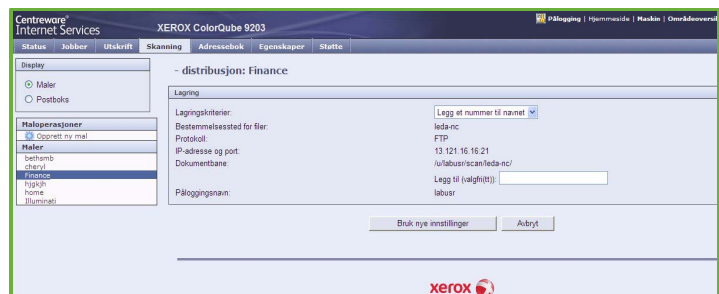 Centreware®
Internet Services
XEROX ColorQube 9203
Pålogging | Hjemmeside | Maskin | Områdeoversil
Status Jobber Utskrift Skanning Adressebok Egenskaper Støtte
Display
Maler
Postboks
Maloperasjoner
Opprett ny mal
Maler
bethsmb
cheryl
Finance
hjgkjh
home
Illuminati
- distribusjon: Finance
Lagring
Lagringskriterier: Legg et nummer til navnet
Bestemmelsessted for filer: leda-nc
Protokoll: FTP
IP-adresse og port: 13.121.16.16:21
Dokumentbane: /u/labusr/scan/leda-nc/
Legg til (valgfri(tt)):
Påloggingsnavn: labusr
Bruk nye innstillinger Avbryt
xerox